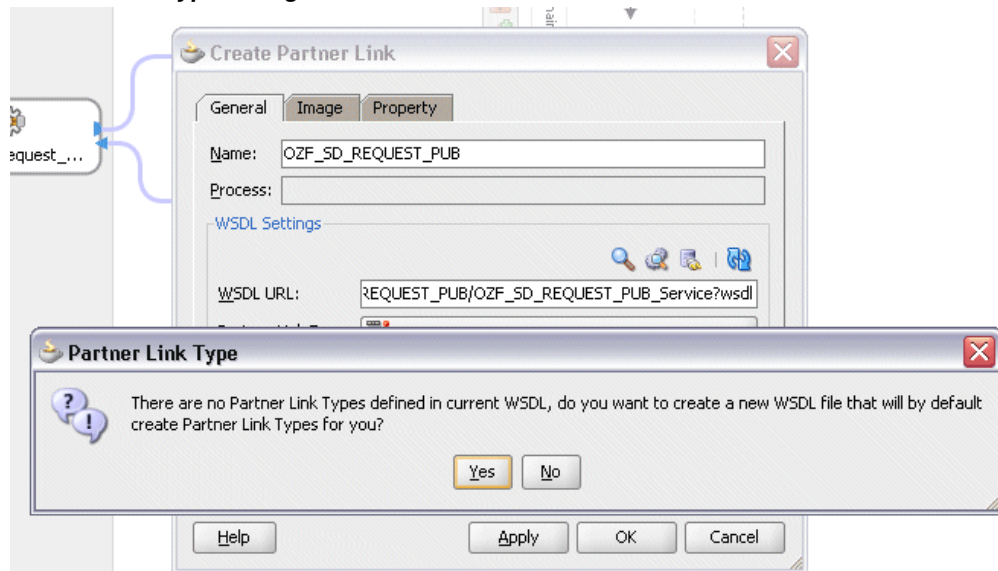 Create Partner Link
General Image Property
equest_...
Name: OZF_SD_REQUEST_PUB
Process:
WSDL Settings
WSDL URL: REQUEST_PUB/OZF_SD_REQUEST_PUB_Service?wsdl
Partner Link Type
There are no Partner Link Types defined in current WSDL, do you want to create a new WSDL file that will by default
create Partner Link Types for you?
Yes No
Help Apply OK Cancel